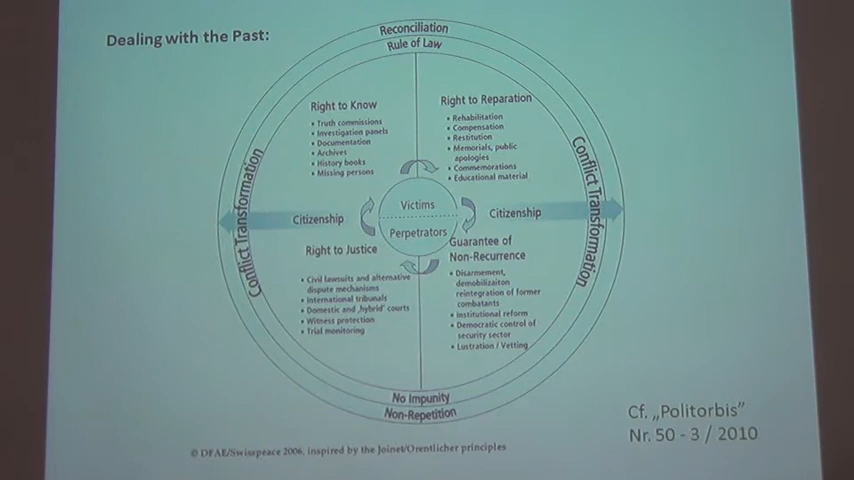 Dealing with the Past:
Reconciliation
Rule of Law
Right to Know
• Truth commissions
• Investigation panels
• Documentation
• Archives
• History books
• Missing persons
Right to Reparation
• Rehabilitation
• Compensation
• Restitution
• Memorials, public
apologies
• Commemorations
• Educational material
Conflict Transformation
Citizenship
Victims
Perpetrators
Citizenship
Conflict Transformation
Right to Justice
• Civil lawsuits and alternative
dispute mechanisms
• International tribunals
• Domestic and ‚hybrid' courts
• Witness protection
• Trial monitoring
Guarantee of
Non-Recurrence
• Disarmement,
demobilizaiton
reintegration of former
combatants
• Institutional reform
• Democratic control of
security sector
• Lustration / Vetting
No Impunity
Non-Repetition
© DFAE/Swisspeace 2006, inspired by the Joinet/Orentlicher principles
Cf. „Politorbis”
Nr. 50 - 3 / 2010